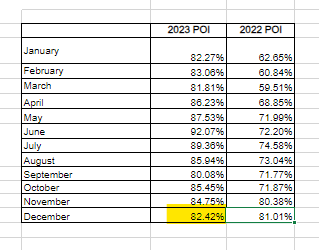 2023 POI 2022 POI
January 82.27% 62.65%
February 83.06% 60.84%
March 81.81% 59.51%
April 86.23% 68.85%
May 87.53% 71.99%
June 92.07% 72.20%
July 89.36% 74.58%
August 85.94% 73.04%
September 80.08% 71.77%
October 85.45% 71.87%
November 84.75% 80.38%
December 82.42% 81.01%